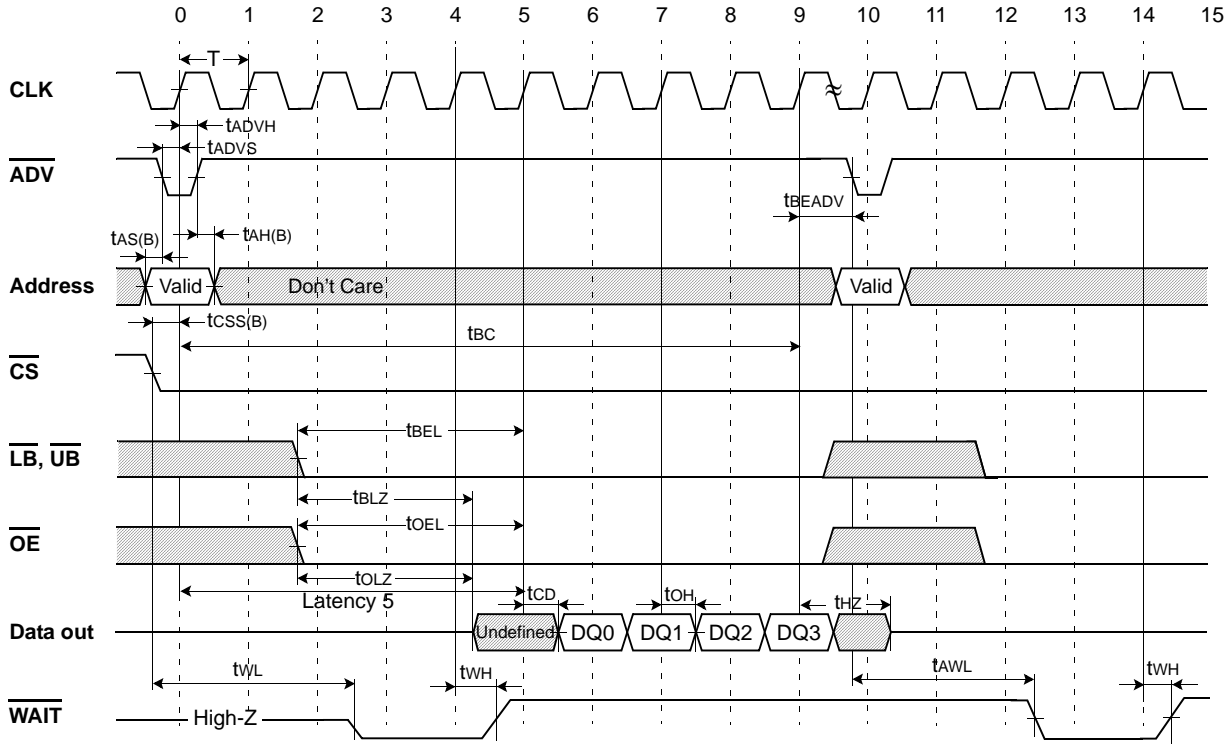 0 1 2 3 4 5 6 7 8 9 10 11 12 13 14 15
T
CLK
tADVH
tADVS
ADV
tBEADV
tAS(B) tAH(B)
Address Valid Don't Care Valid
tCSS(B)
tBC
CS
tBEL
LB, UB
tBLZ
tOEL
OE
tOLZ
Latency 5 tCD tOH tHZ
Data out Undefined DQ0 DQ1 DQ2 DQ3
tWL tWH tAWL tWH
WAIT High-Z